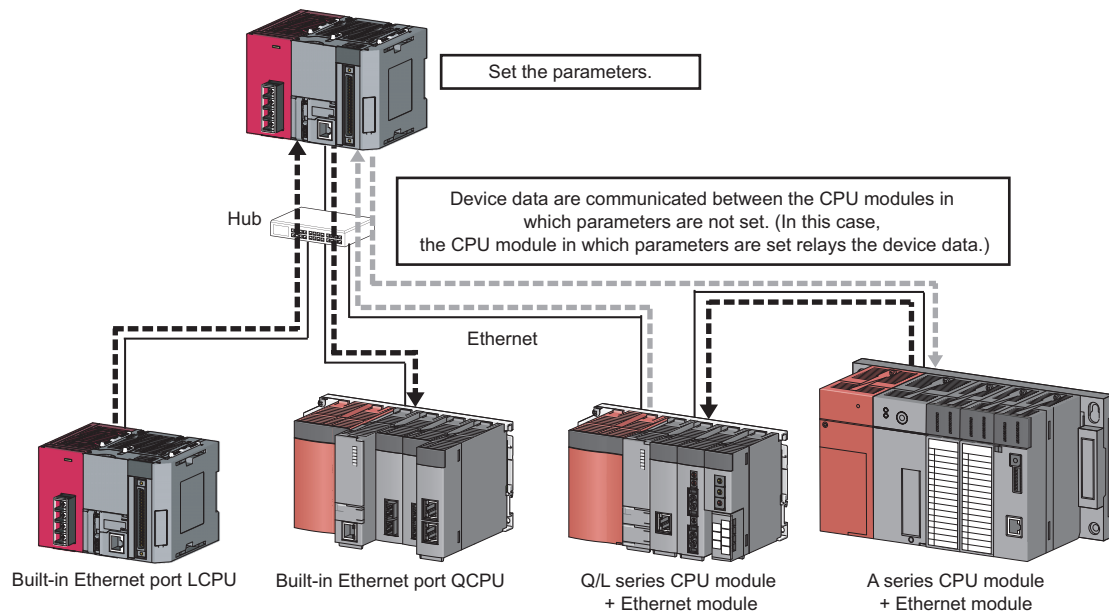 Set the parameters.
Device data are communicated between the CPU modules in
which parameters are not set. (In this case,
the CPU module in which parameters are set relays the device data.)
Hub
Ethernet
Built-in Ethernet port LCPU
Built-in Ethernet port QCPU
Q/L series CPU module
+ Ethernet module
A series CPU module
+ Ethernet module